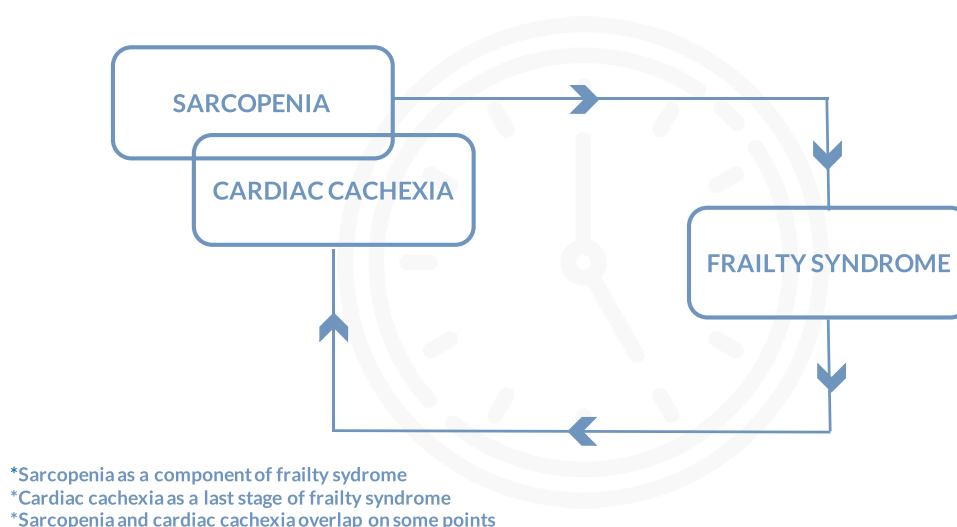 SARCOPENIA
CARDIAC CACHEXIA
FRAILTY SYNDROME
*Sarcopenia as a component of frailty sydrome
*Cardiac cachexia as a last stage of frailty syndrome
*Sarcopenia and cardiac cachexia overlap on some points